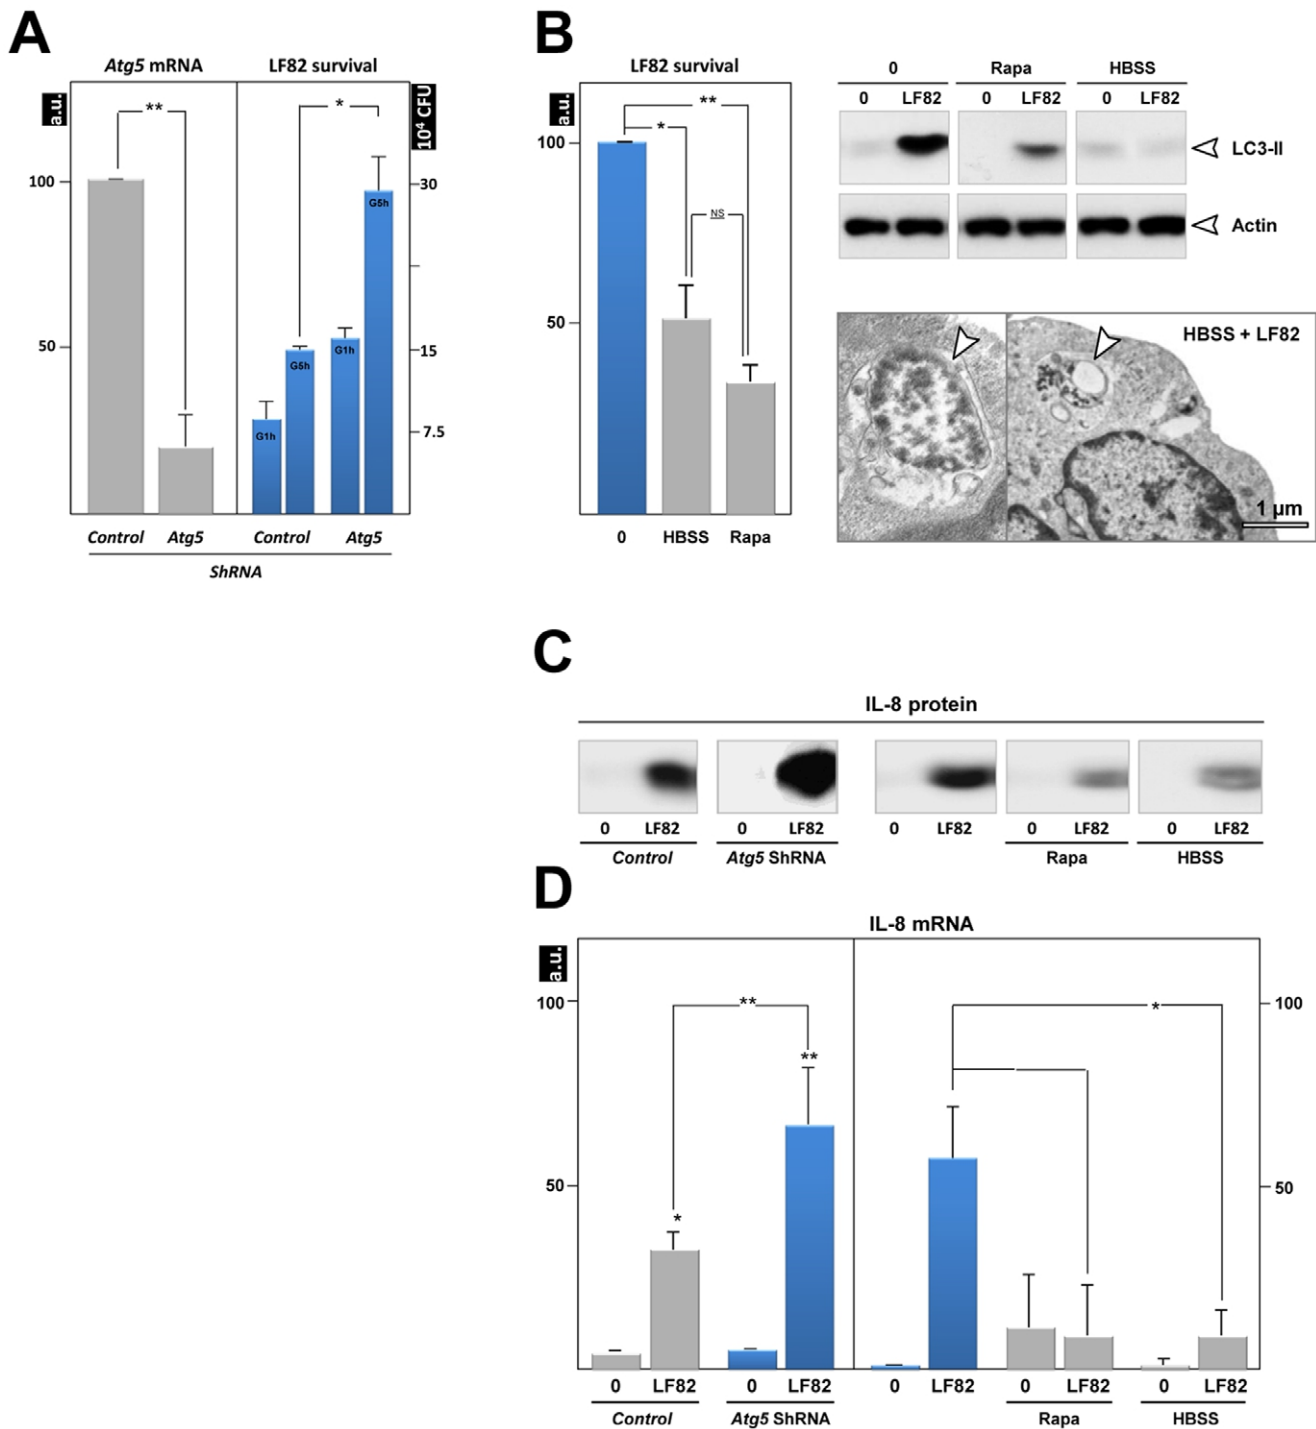 A
Atg5 mRNA
LF82 survival
a.u.
10⁴ CFU
**
*
100
50
30
15
7.5
G1h
G5h
G1h
G5h
Control
Atg5
Control
Atg5
ShRNA
B
LF82 survival
**
*
NS
100
50
0
HBSS
Rapa
0
Rapa
HBSS
0
LF82
0
LF82
0
LF82
LC3-II
Actin
HBSS + LF82
1 µm
C
IL-8 protein
0
LF82
0
LF82
0
LF82
0
LF82
0
LF82
Control
Atg5 ShRNA
Rapa
HBSS
D
IL-8 mRNA
a.u.
100
50
100
50
**
**
*
*
0
LF82
0
LF82
0
LF82
0
LF82
0
LF82
Control
Atg5 ShRNA
Rapa
HBSS